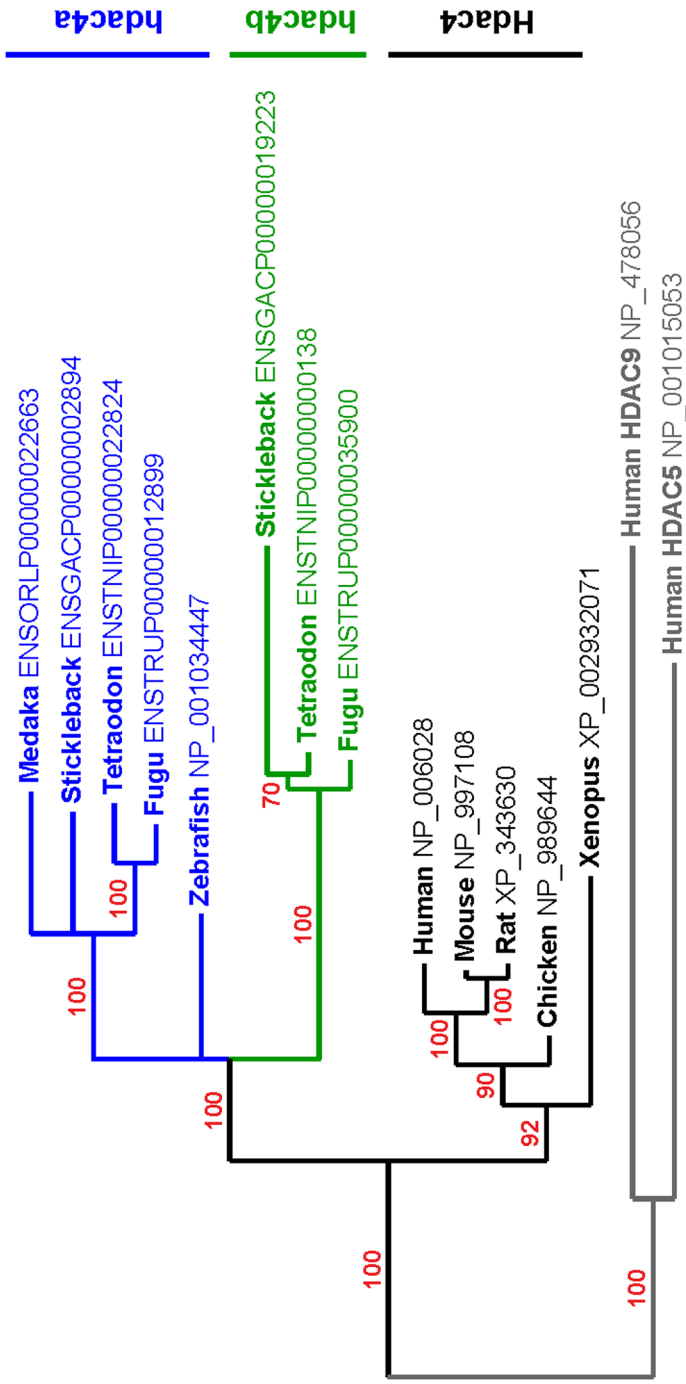 hdac4a
hdac4b
Hdac4
Medaka ENSORLP00000022663
Stickleback ENSGACP00000002894
Tetraodon ENSTNIP00000022824
Fugu ENSTRUP00000012899
Zebrafish NP_001034447
Stickleback ENSGACP00000019223
Tetraodon ENSTNIP00000000138
Fugu ENSTRUP00000035900
Human NP_006028
Mouse NP_997108
Rat XP_343630
Chicken NP_989644
Xenopus XP_002932071
Human HDAC9 NP_478056
Human HDAC5 NP_001015053
100
100
100
70
100
100
100
90
92
100
100